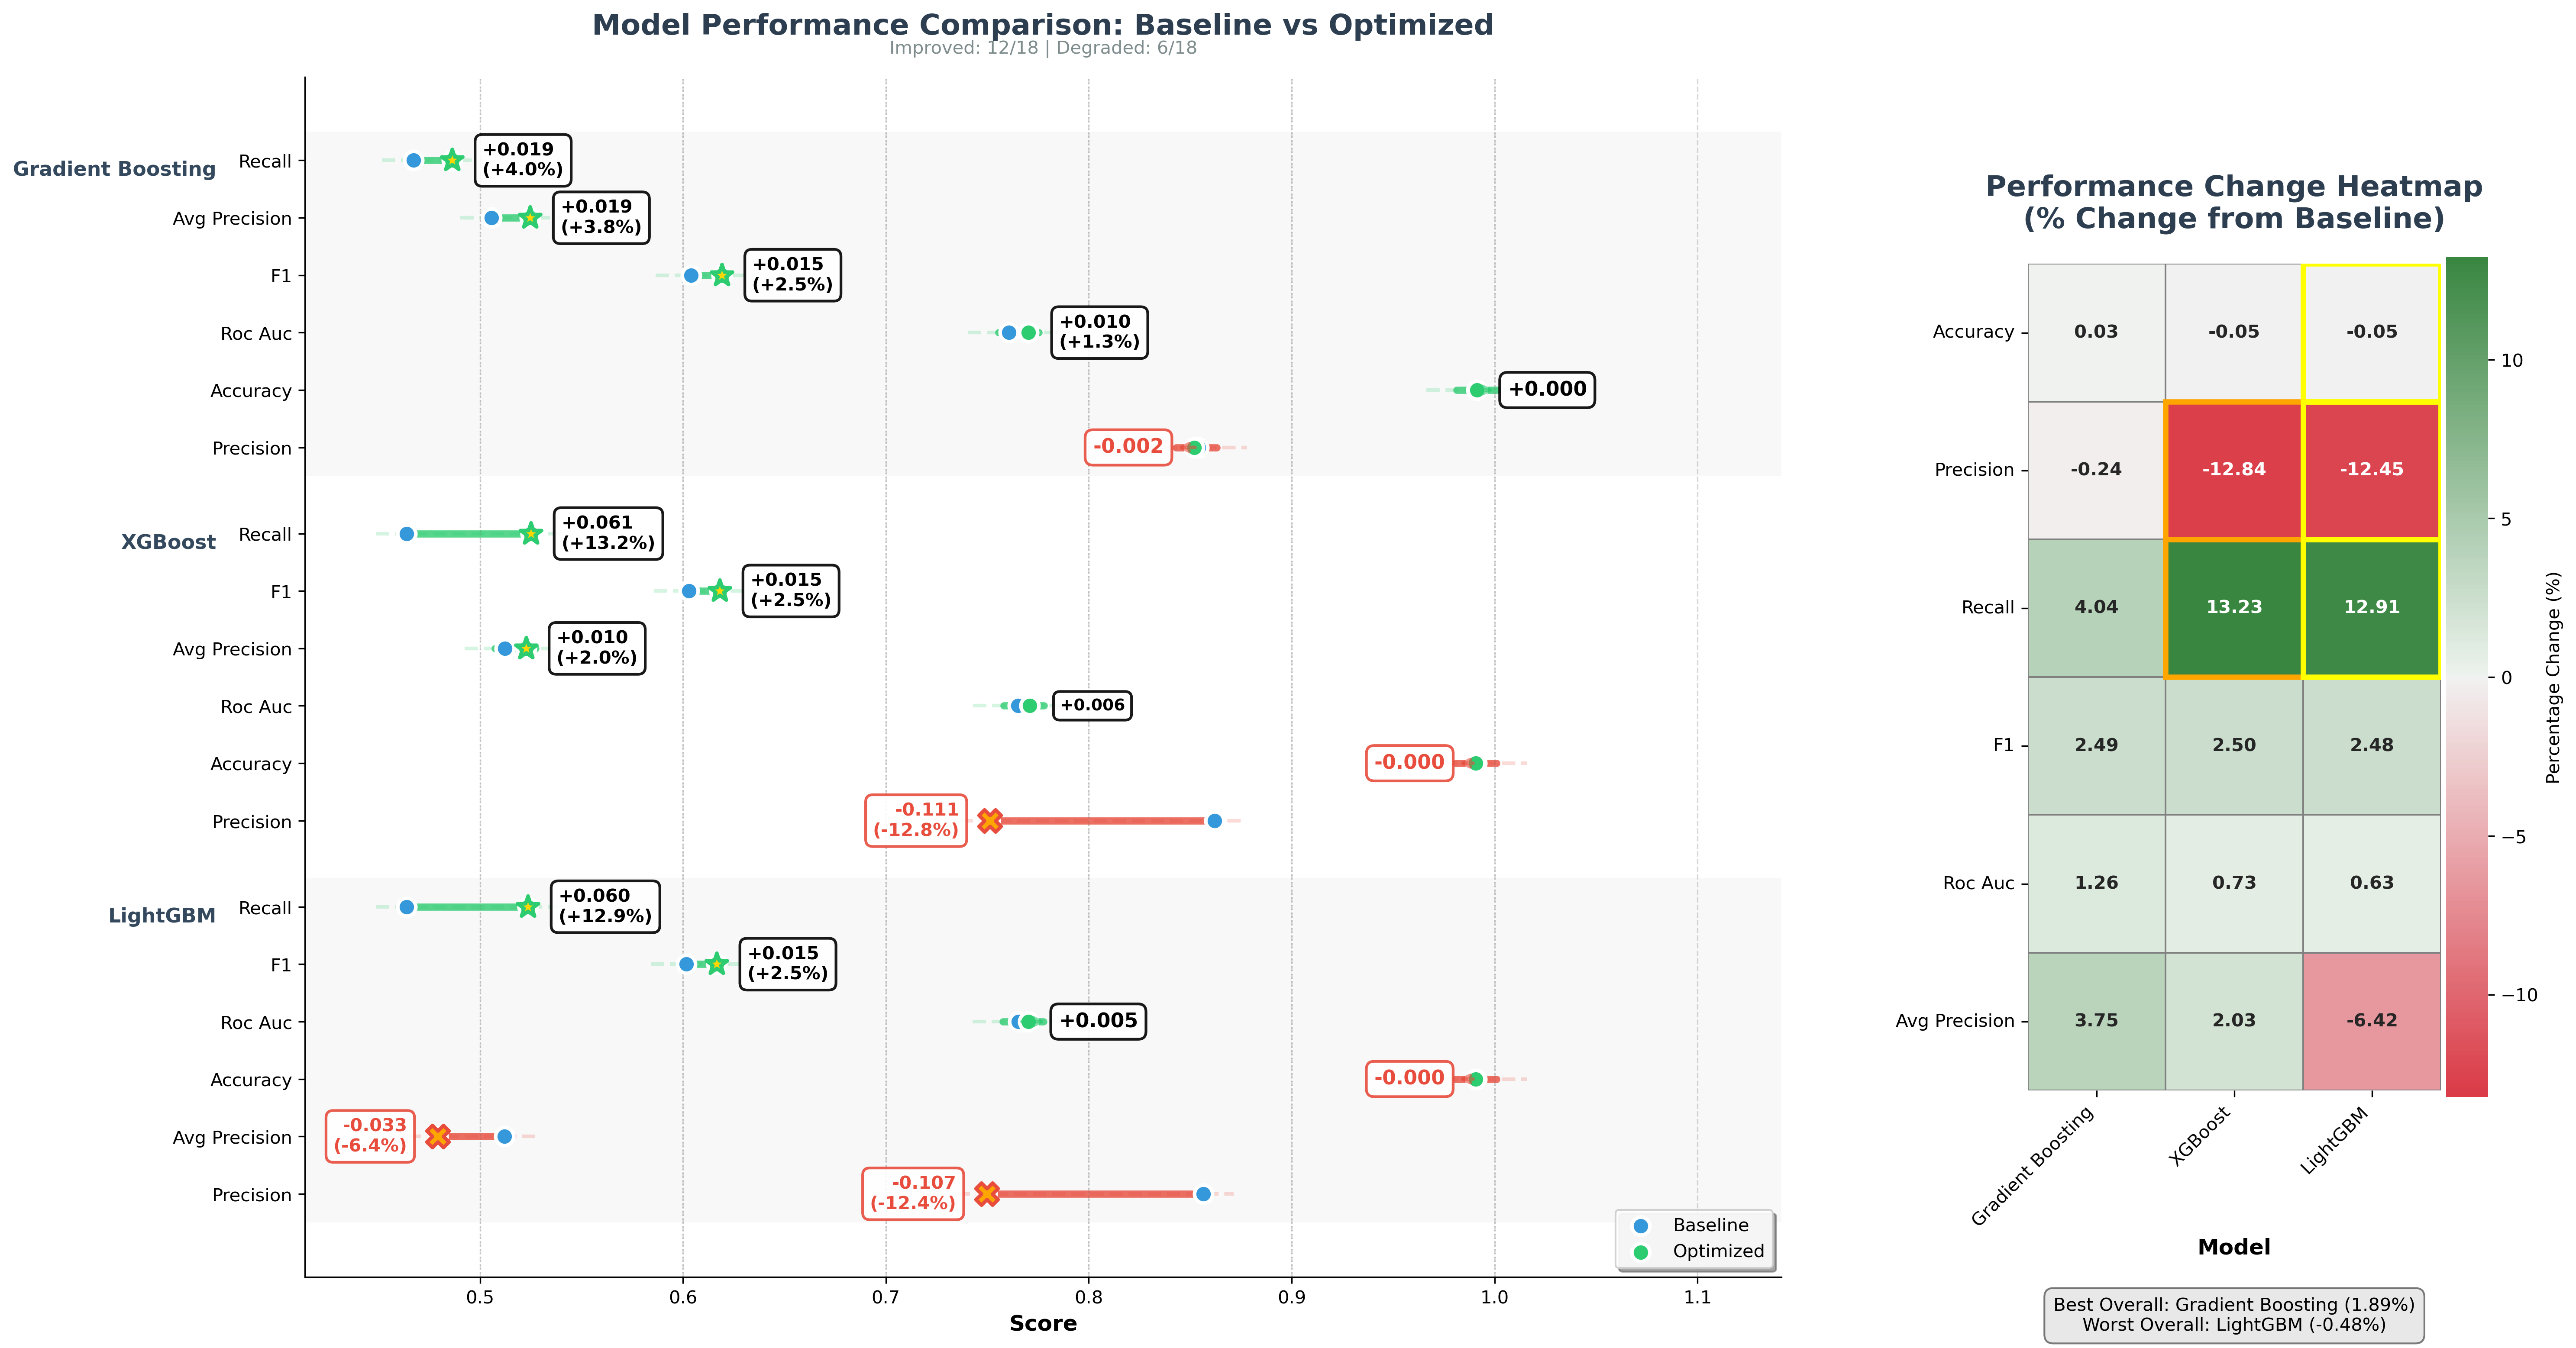 Model Performance Comparison: Baseline vs Optimized
Improved: 12/18 | Degraded: 6/18
Gradient Boosting
Recall
+0.019
(+4.0%)
Avg Precision
+0.019
(+3.8%)
F1
+0.015
(+2.5%)
Roc Auc
+0.010
(+1.3%)
Accuracy
+0.000
Precision
-0.002
XGBoost
Recall
+0.061
(+13.2%)
F1
+0.015
(+2.5%)
Avg Precision
+0.010
(+2.0%)
Roc Auc
+0.006
Accuracy
-0.000
Precision
-0.111
(-12.8%)
LightGBM
Recall
+0.060
(+12.9%)
F1
+0.015
(+2.5%)
Roc Auc
+0.005
Accuracy
-0.000
Avg Precision
-0.033
(-6.4%)
Precision
-0.107
(-12.4%)
Baseline
Optimized
0.5 0.6 0.7 0.8 0.9 1.0 1.1
Score
Performance Change Heatmap
(% Change from Baseline)
Accuracy 0.03 -0.05 -0.05
Precision -0.24 -12.84 -12.45
Recall 4.04 13.23 12.91
F1 2.49 2.50 2.48
Roc Auc 1.26 0.73 0.63
Avg Precision 3.75 2.03 -6.42
Gradient Boosting
XGBoost
LightGBM
Model
10
5
0
−5
−10
Percentage Change (%)
Best Overall: Gradient Boosting (1.89%)
Worst Overall: LightGBM (-0.48%)